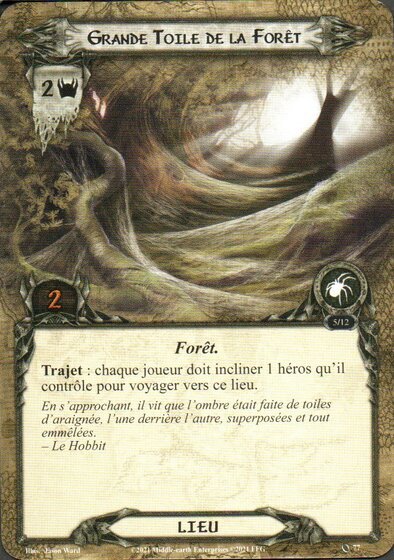 Grande Toile de la Forêt
2
2
5/12
Forêt.
Trajet : chaque joueur doit incliner 1 héros qu'il
contrôle pour voyager vers ce lieu.
En s'approchant, il vit que l'ombre était faite de toiles
d'araignée, l'une derrière l'autre, superposées et tout
emmêlées.
– Le Hobbit
LIEU
Illus. Jason Ward ©2021 Middle-earth Enterprises ©2021 FFG 77